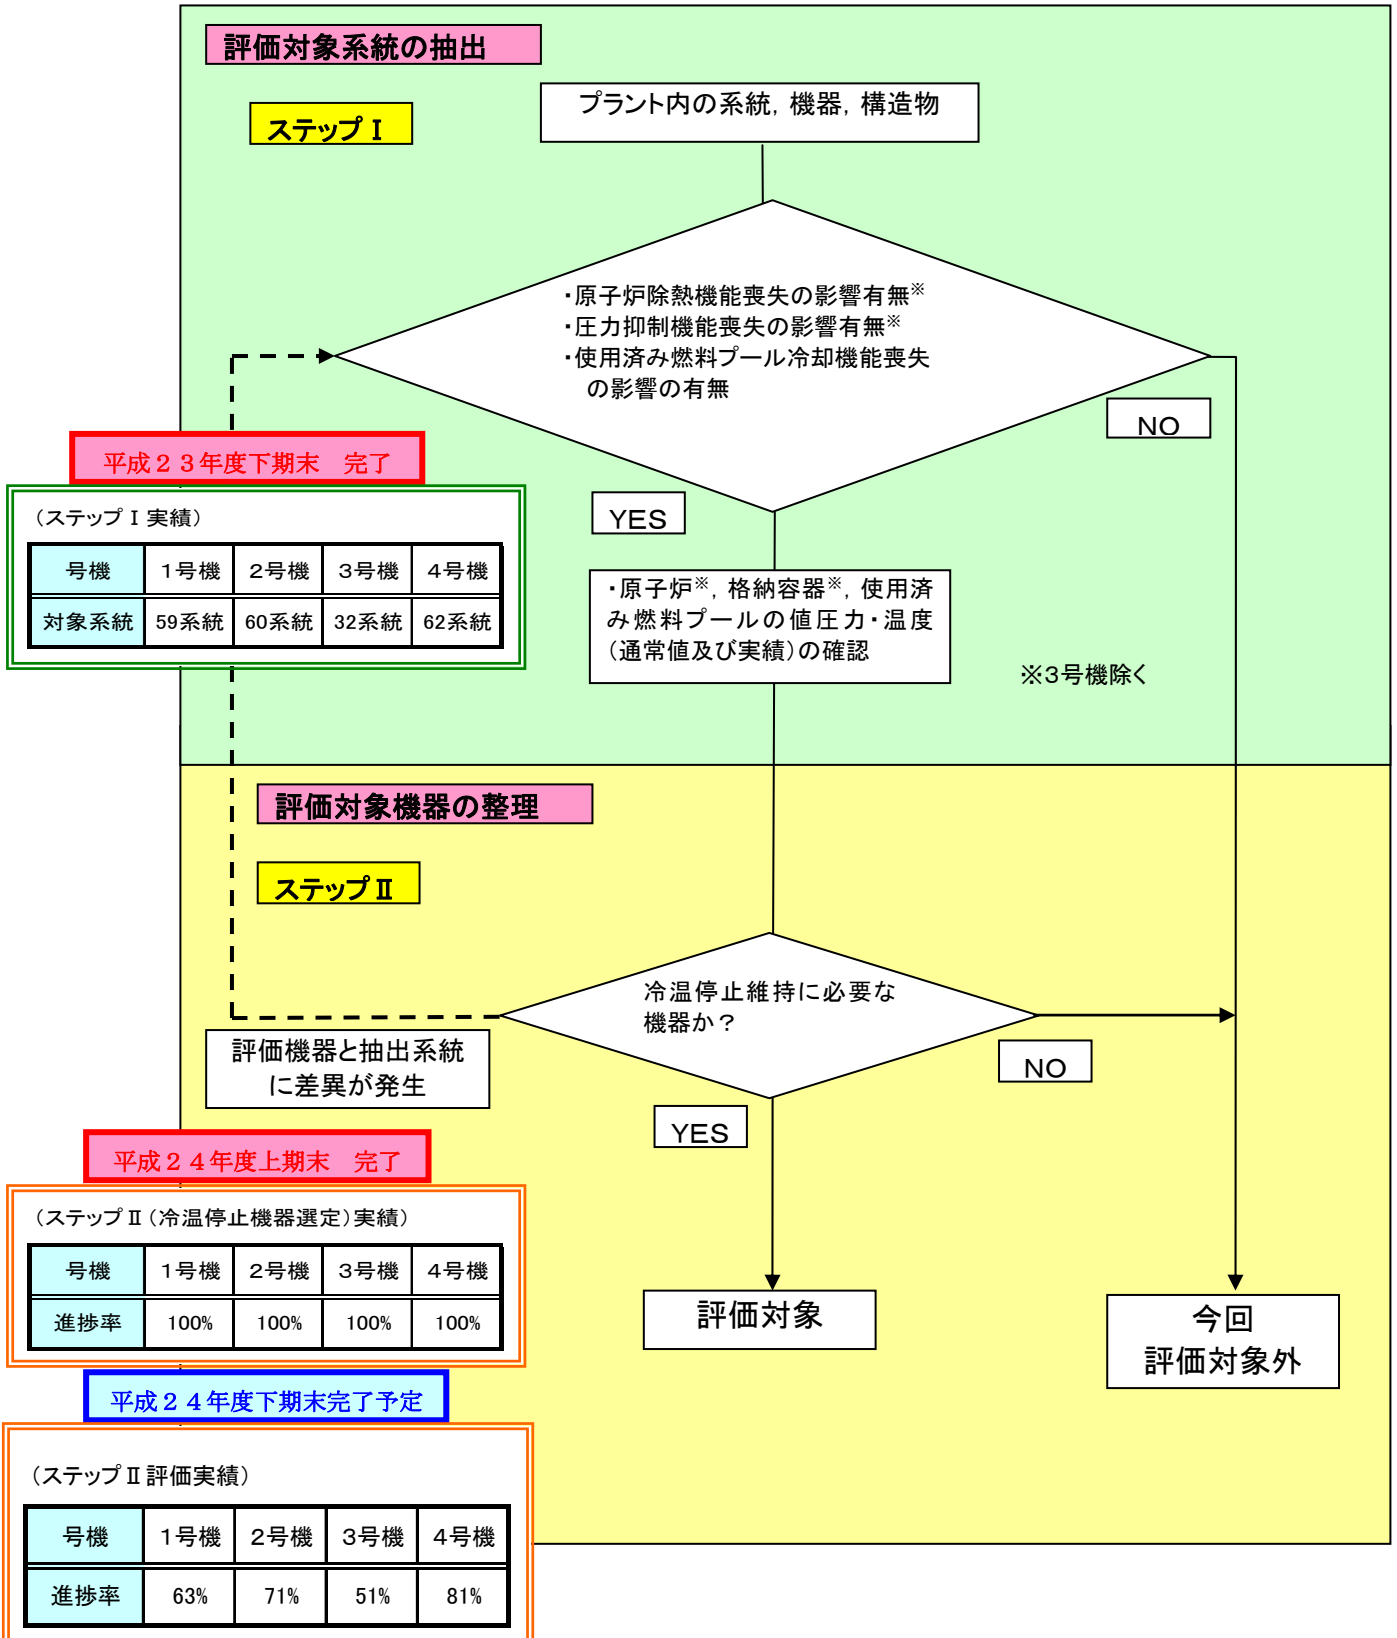 評価対象系統の抽出
ステップⅠ
プラント内の系統，機器，構造物
・原子炉除熱機能喪失の影響有無※
・圧力抑制機能喪失の影響有無※
・使用済み燃料プール冷却機能喪失
の影響の有無
NO
YES
平成２３年度下期末　完了
（ステップⅠ実績）
号機 1号機 2号機 3号機 4号機
対象系統 59系統 60系統 32系統 62系統
・原子炉※，格納容器※，使用済
み燃料プールの値圧力・温度
（通常値及び実績）の確認
※3号機除く
評価対象機器の整理
ステップⅡ
冷温停止維持に必要な
機器か？
評価機器と抽出系統
に差異が発生
NO
YES
平成２４年度上期末　完了
（ステップⅡ（冷温停止機器選定）実績）
号機 1号機 2号機 3号機 4号機
進捗率 100% 100% 100% 100%
評価対象
今回
評価対象外
平成２４年度下期末完了予定
（ステップⅡ評価実績）
号機 1号機 2号機 3号機 4号機
進捗率 63% 71% 51% 81%